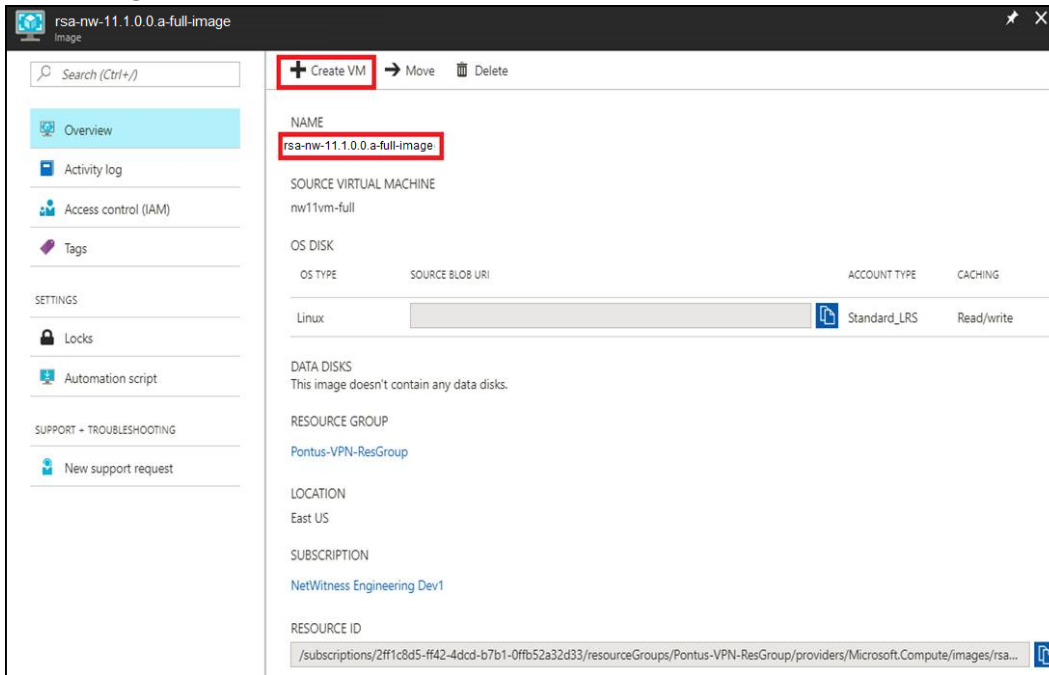 rsa-nw-11.1.0.0.a-full-image
Image
Search (Ctrl+/)
Create VM Move Delete
Overview
Activity log
Access control (IAM)
Tags
SETTINGS
Locks
Automation script
SUPPORT + TROUBLESHOOTING
New support request
NAME
rsa-nw-11.1.0.0.a-full-image
SOURCE VIRTUAL MACHINE
nw11vm-full
OS DISK
OS TYPE SOURCE BLOB URI ACCOUNT TYPE CACHING
Linux Standard_LRS Read/write
DATA DISKS
This image doesn't contain any data disks.
RESOURCE GROUP
Pontus-VPN-ResGroup
LOCATION
East US
SUBSCRIPTION
NetWitness Engineering Dev1
RESOURCE ID
/subscriptions/2ff1c8d5-ff42-4dcd-b7b1-0ffb52a32d33/resourceGroups/Pontus-VPN-ResGroup/providers/Microsoft.Compute/images/rsa...